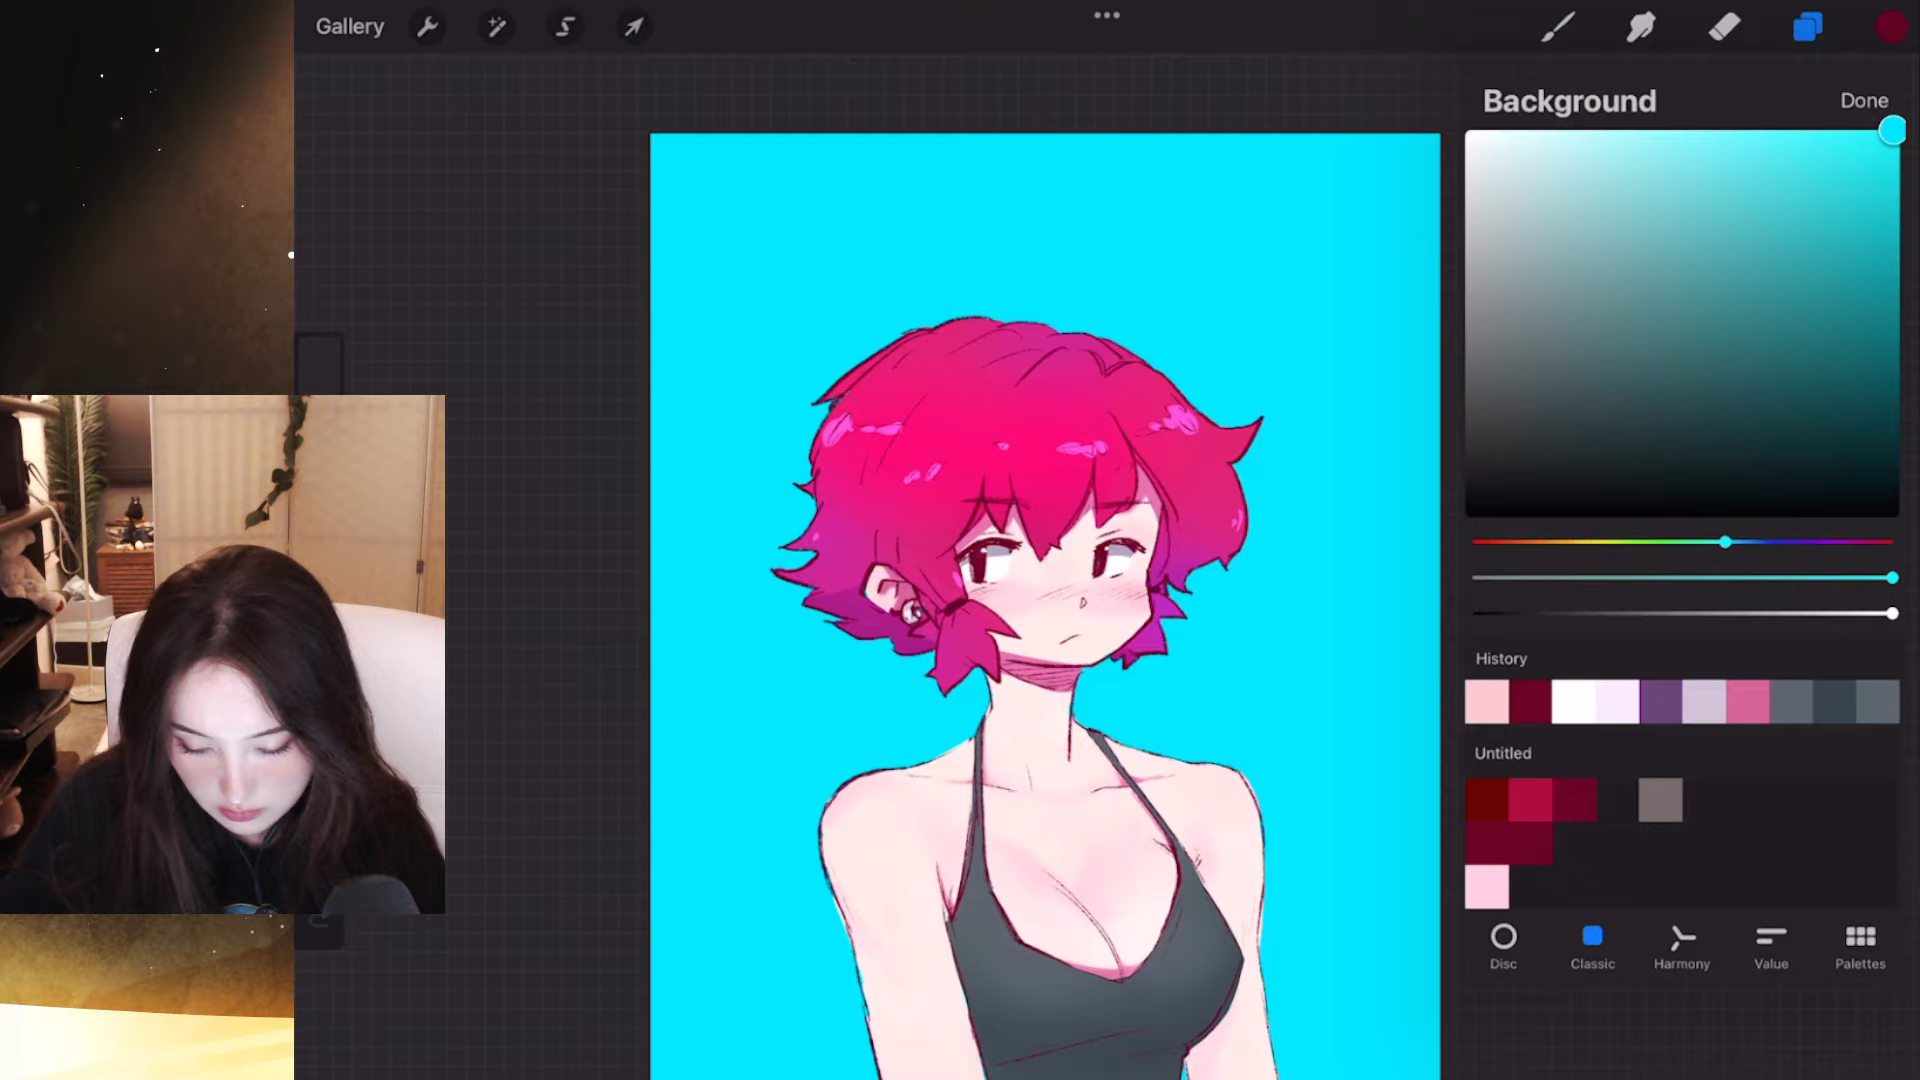 Gallery
Background
Done
History
Untitled
Disc
Classic
Harmony
Value
Palettes